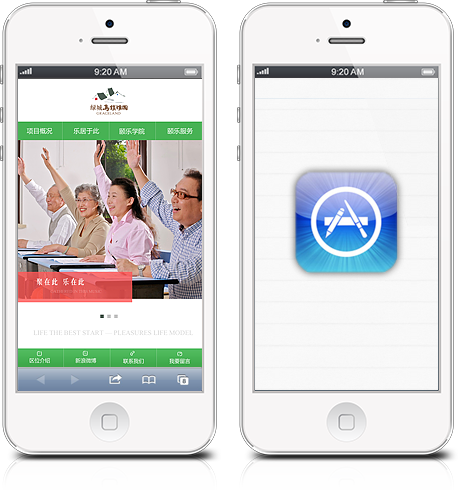 9:20 AM
绿城乌镇雅园
GRACELAND
项目概况 乐居于此 颐乐学院 颐乐服务
聚在此 乐在此
LIFE THE BEST START — PLEASURES LIFE MODEL
区位介绍 新浪微博 联系我们 我要留言
9:20 AM